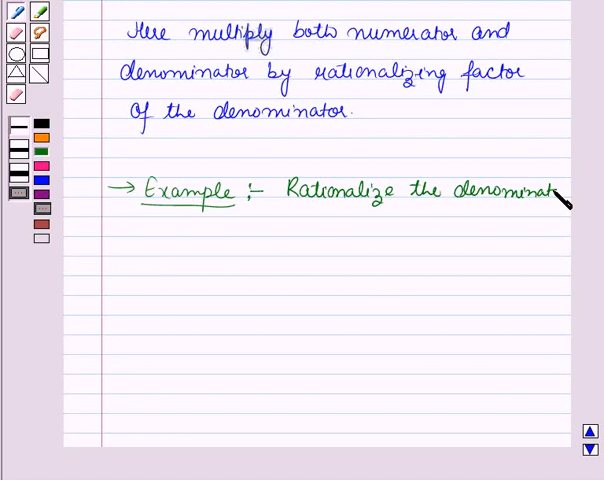 Here multiply both numerator and
denominator by rationalizing factor
Of the denominator.
→ Example :- Rationalize the denominat